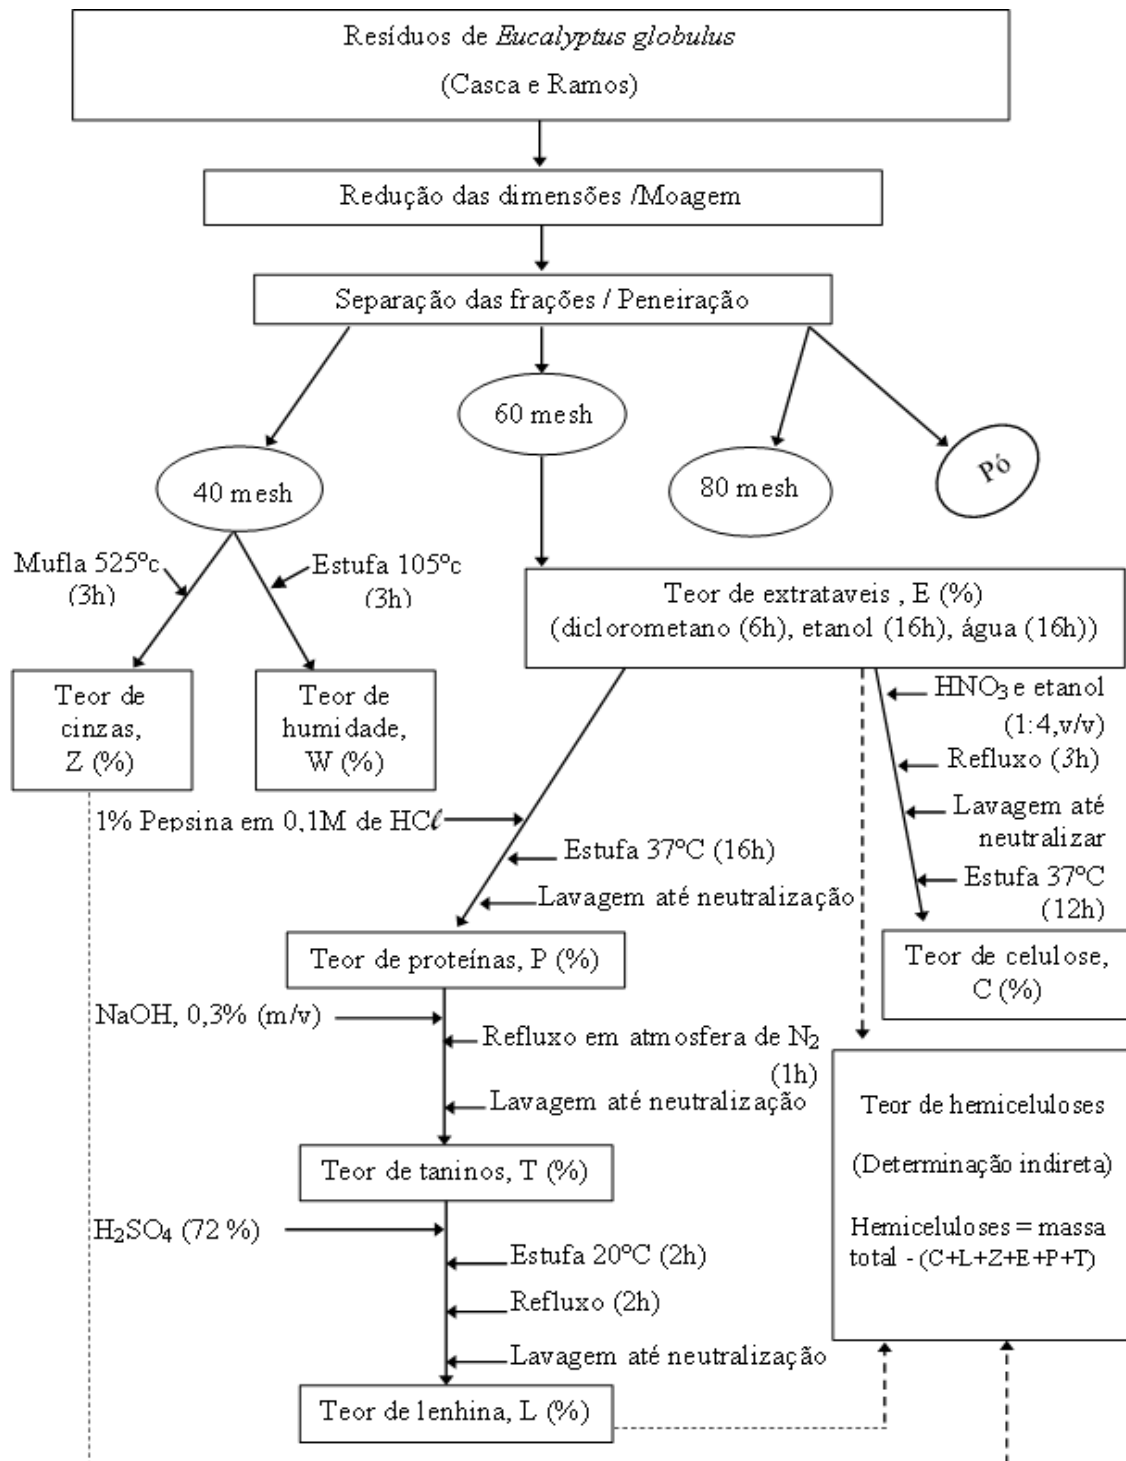 Resíduos de Eucalyptus globulus
(Casca e Ramos)
Redução das dimensões /Moagem
Separação das frações / Peneiração
40 mesh
60 mesh
80 mesh
Pó
Mufla 525ºc
(3h)
Estufa 105ºc
(3h)
Teor de extrataveis , E (%)
(diclorometano (6h), etanol (16h), água (16h))
Teor de
cinzas,
Z (%)
Teor de
humidade,
W (%)
HNO₃ e etanol
(1:4,v/v)
Refluxo (3h)
Lavagem até
neutralizar
Estufa 37ºC
(12h)
1% Pepsina em 0,1M de HCℓ
Estufa 37ºC (16h)
Lavagem até neutralização
Teor de proteínas, P (%)
Teor de celulose,
C (%)
NaOH, 0,3% (m/v)
Refluxo em atmosfera de N₂
(1h)
Lavagem até neutralização
Teor de taninos, T (%)
Teor de hemiceluloses
(Determinação indireta)
Hemiceluloses = massa
total - (C+L+Z+E+P+T)
H₂SO₄ (72 %)
Estufa 20ºC (2h)
Refluxo (2h)
Lavagem até neutralização
Teor de lenhina, L (%)